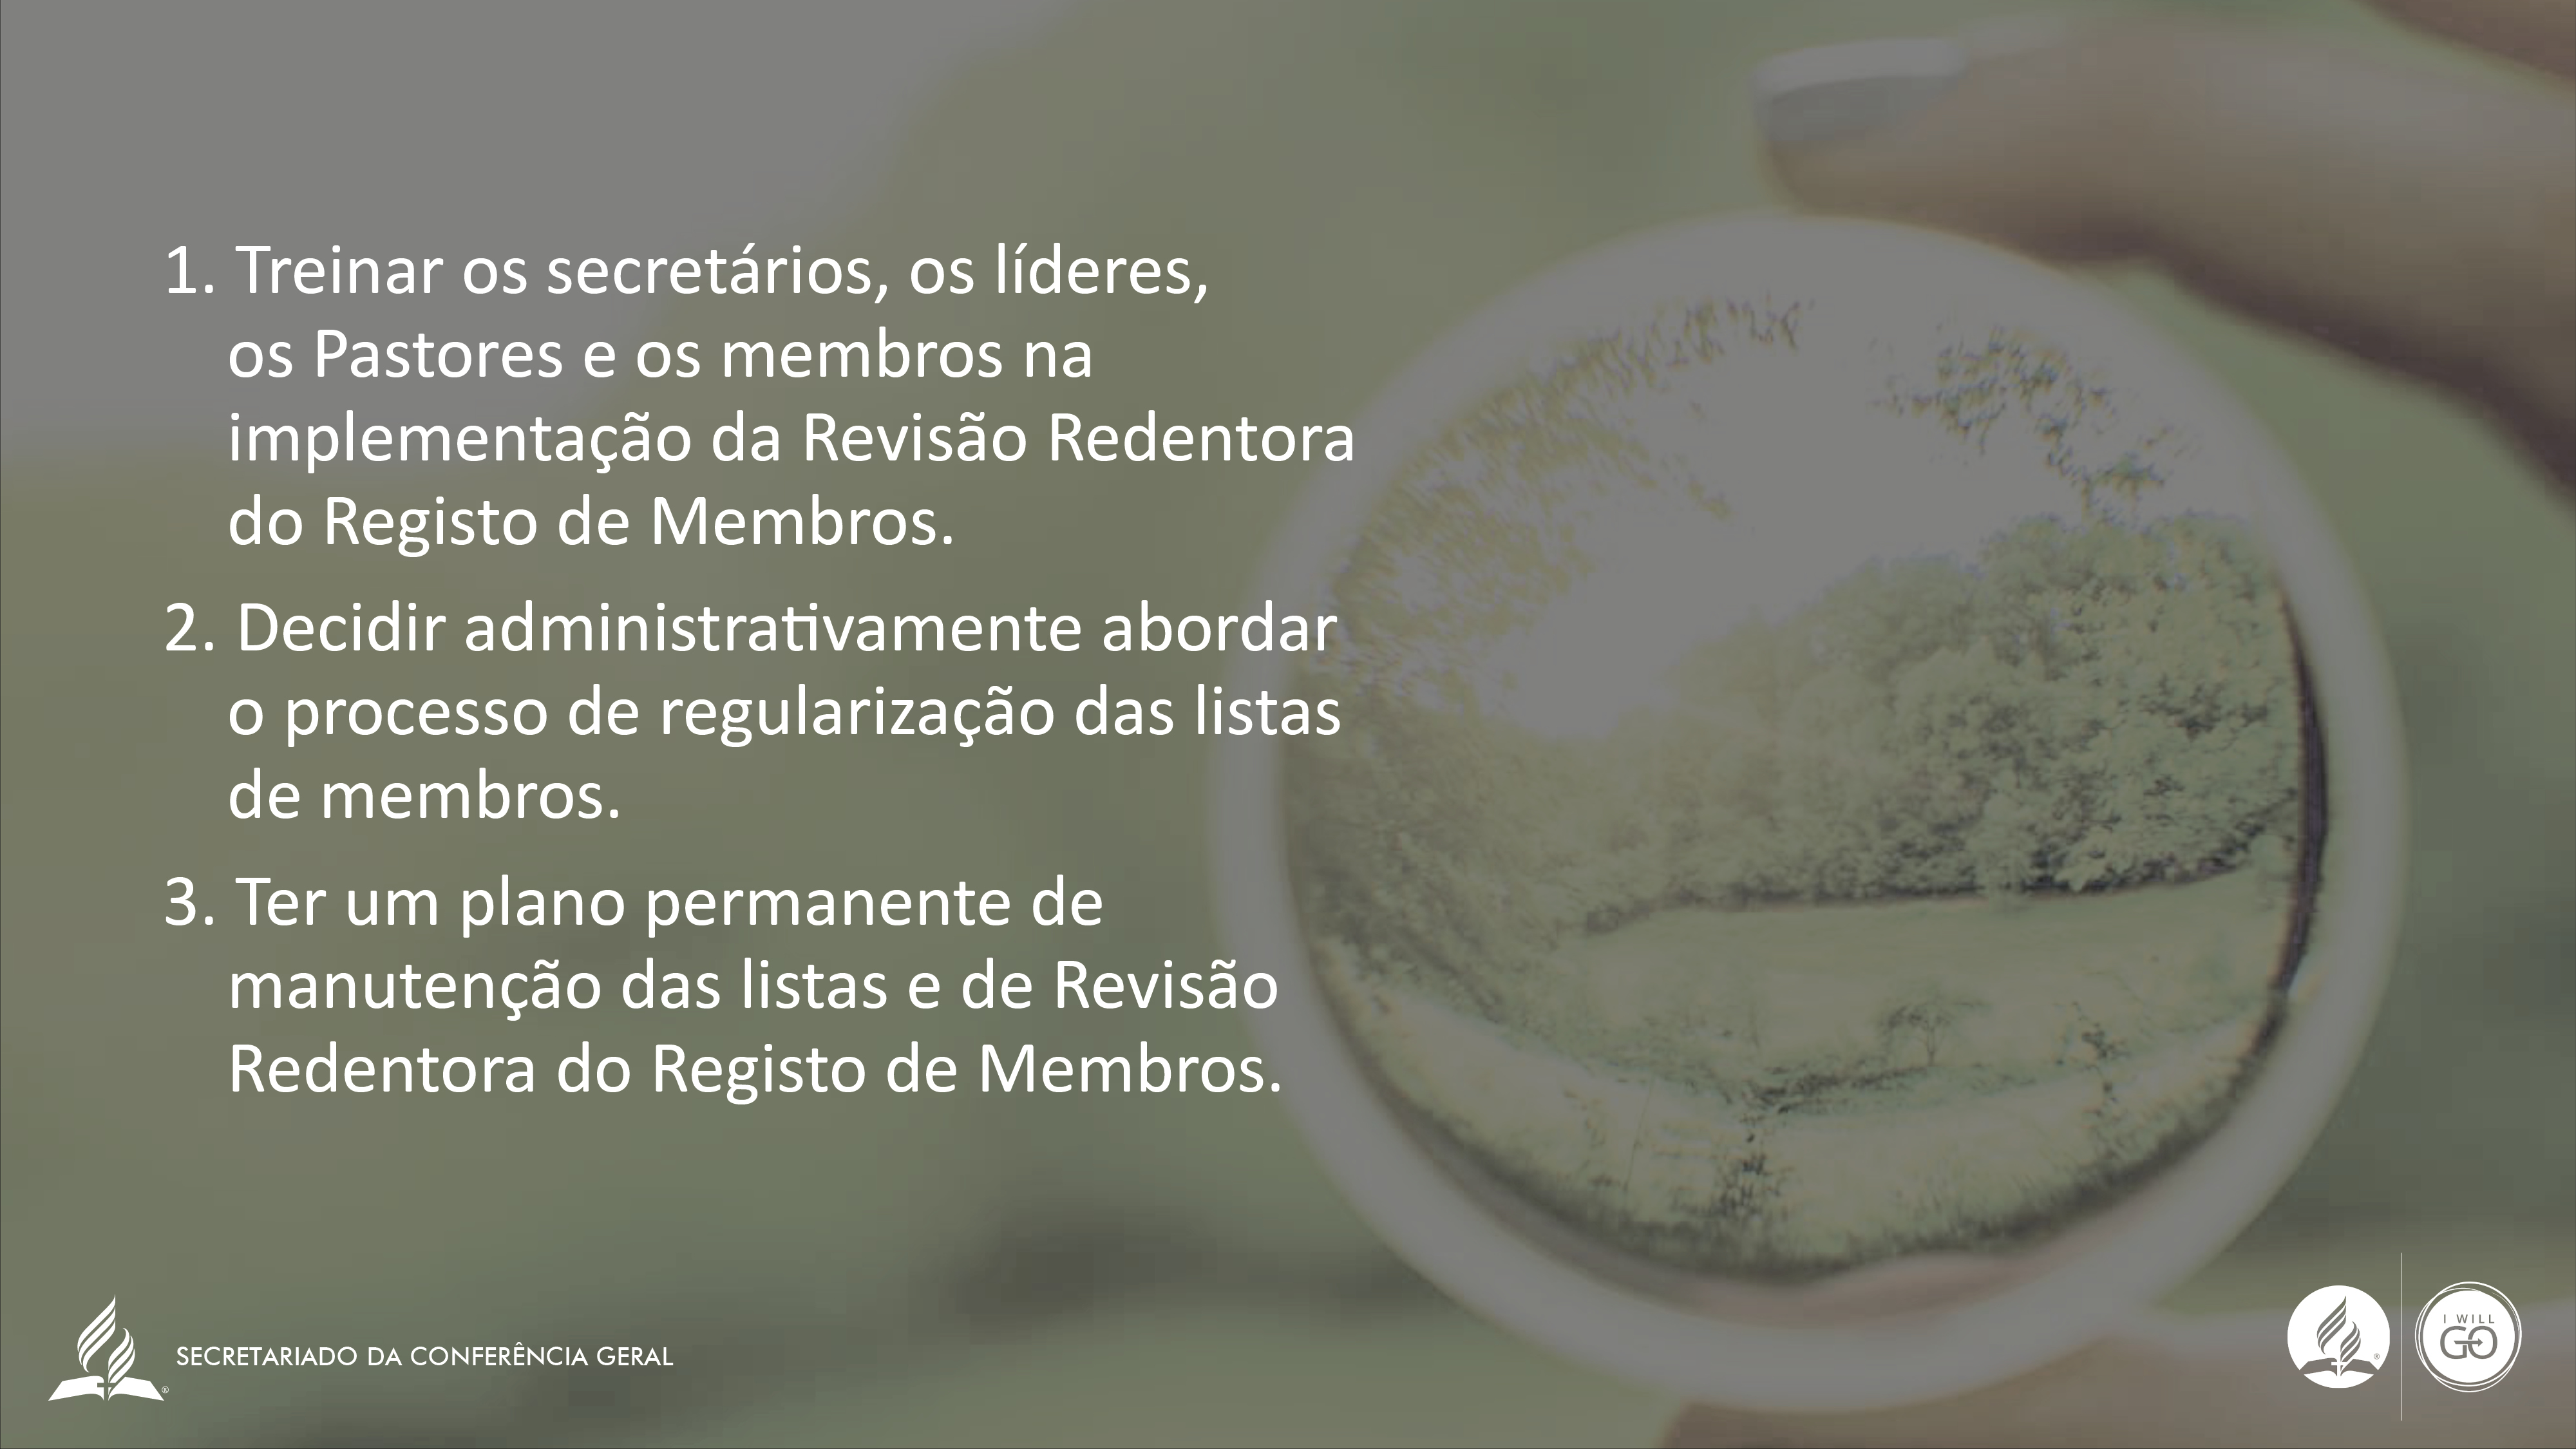 1. Treinar os secretários, os líderes,
os Pastores e os membros na
implementação da Revisão Redentora
do Registo de Membros.
2. Decidir administrativamente abordar
o processo de regularização das listas
de membros.
3. Ter um plano permanente de
manutenção das listas e de Revisão
Redentora do Registo de Membros.
SECRETARIADO DA CONFERÊNCIA GERAL
I WILL
GO